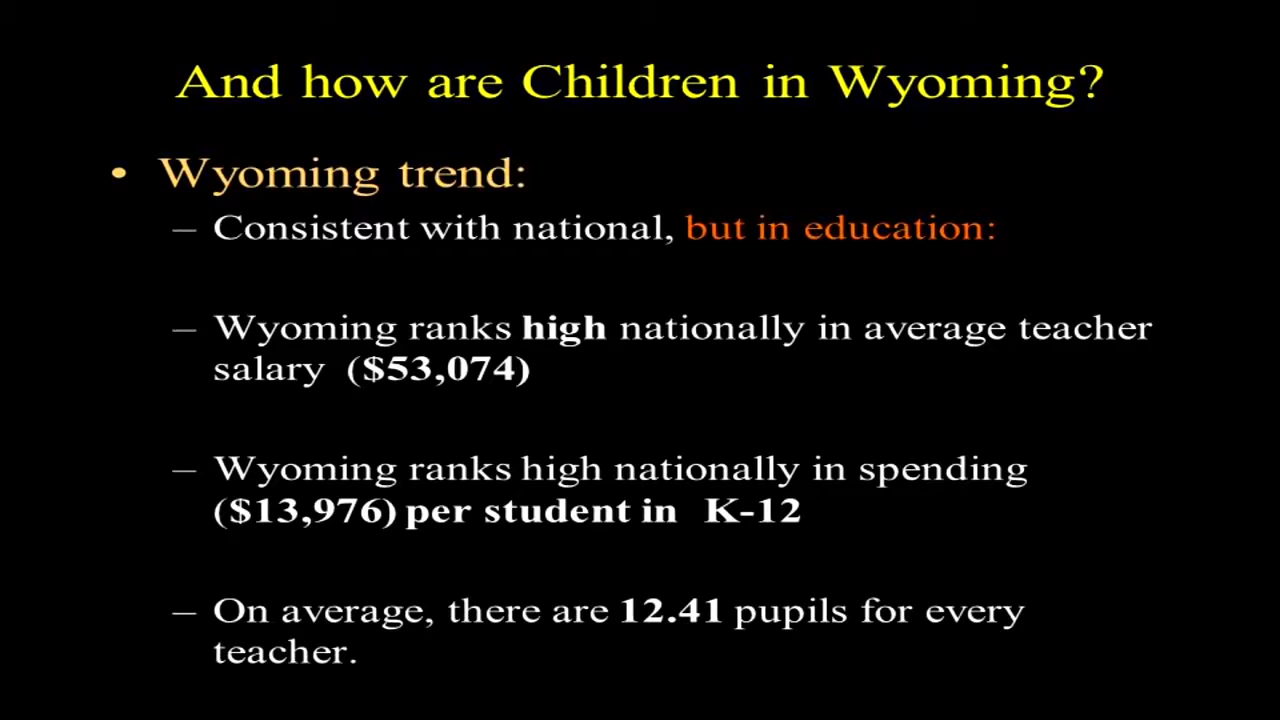 And how are Children in Wyoming?
• Wyoming trend:
– Consistent with national, but in education:
– Wyoming ranks high nationally in average teacher
salary ($53,074)
– Wyoming ranks high nationally in spending
($13,976) per student in K-12
– On average, there are 12.41 pupils for every
teacher.